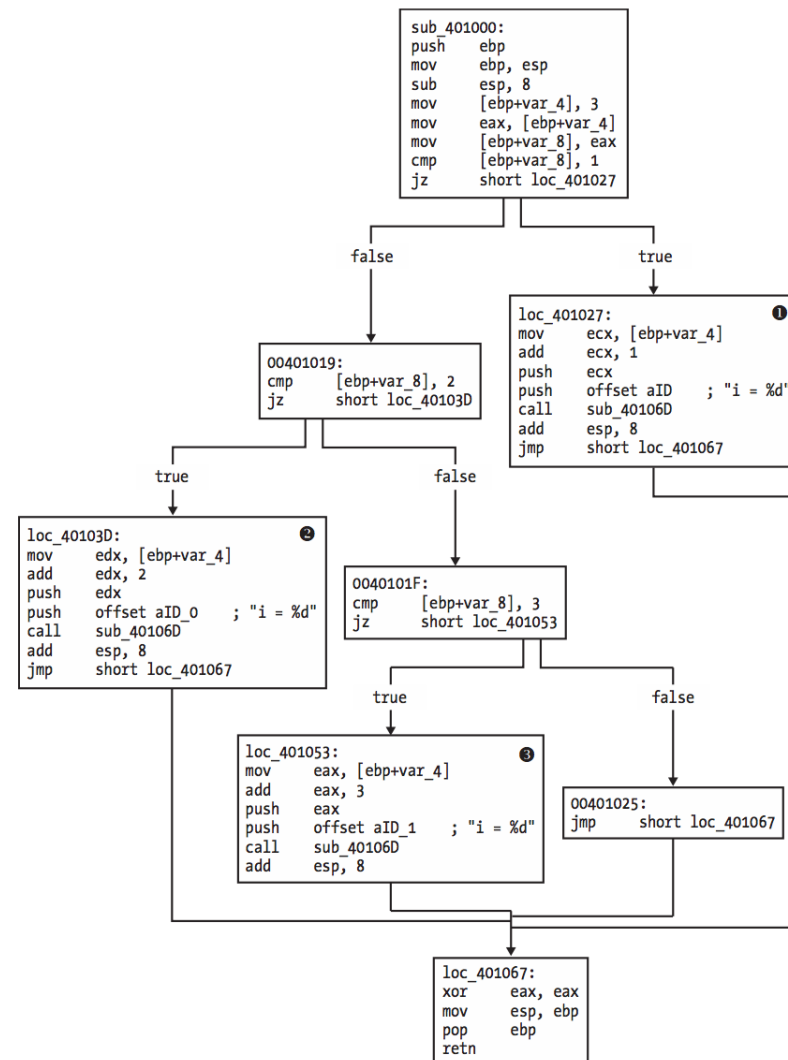 sub_401000:
push ebp
mov ebp, esp
sub esp, 8
mov [ebp+var_4], 3
mov eax, [ebp+var_4]
mov [ebp+var_8], eax
cmp [ebp+var_8], 1
jz short loc_401027
false
true
loc_401027: ❶
mov ecx, [ebp+var_4]
add ecx, 1
push ecx
push offset aID ; "i = %d"
call sub_40106D
add esp, 8
jmp short loc_401067
00401019:
cmp [ebp+var_8], 2
jz short loc_40103D
true
false
loc_40103D: ❷
mov edx, [ebp+var_4]
add edx, 2
push edx
push offset aID_0 ; "i = %d"
call sub_40106D
add esp, 8
jmp short loc_401067
0040101F:
cmp [ebp+var_8], 3
jz short loc_401053
true
false
loc_401053: ❸
mov eax, [ebp+var_4]
add eax, 3
push eax
push offset aID_1 ; "i = %d"
call sub_40106D
add esp, 8
00401025:
jmp short loc_401067
loc_401067:
xor eax, eax
mov esp, ebp
pop ebp
retn